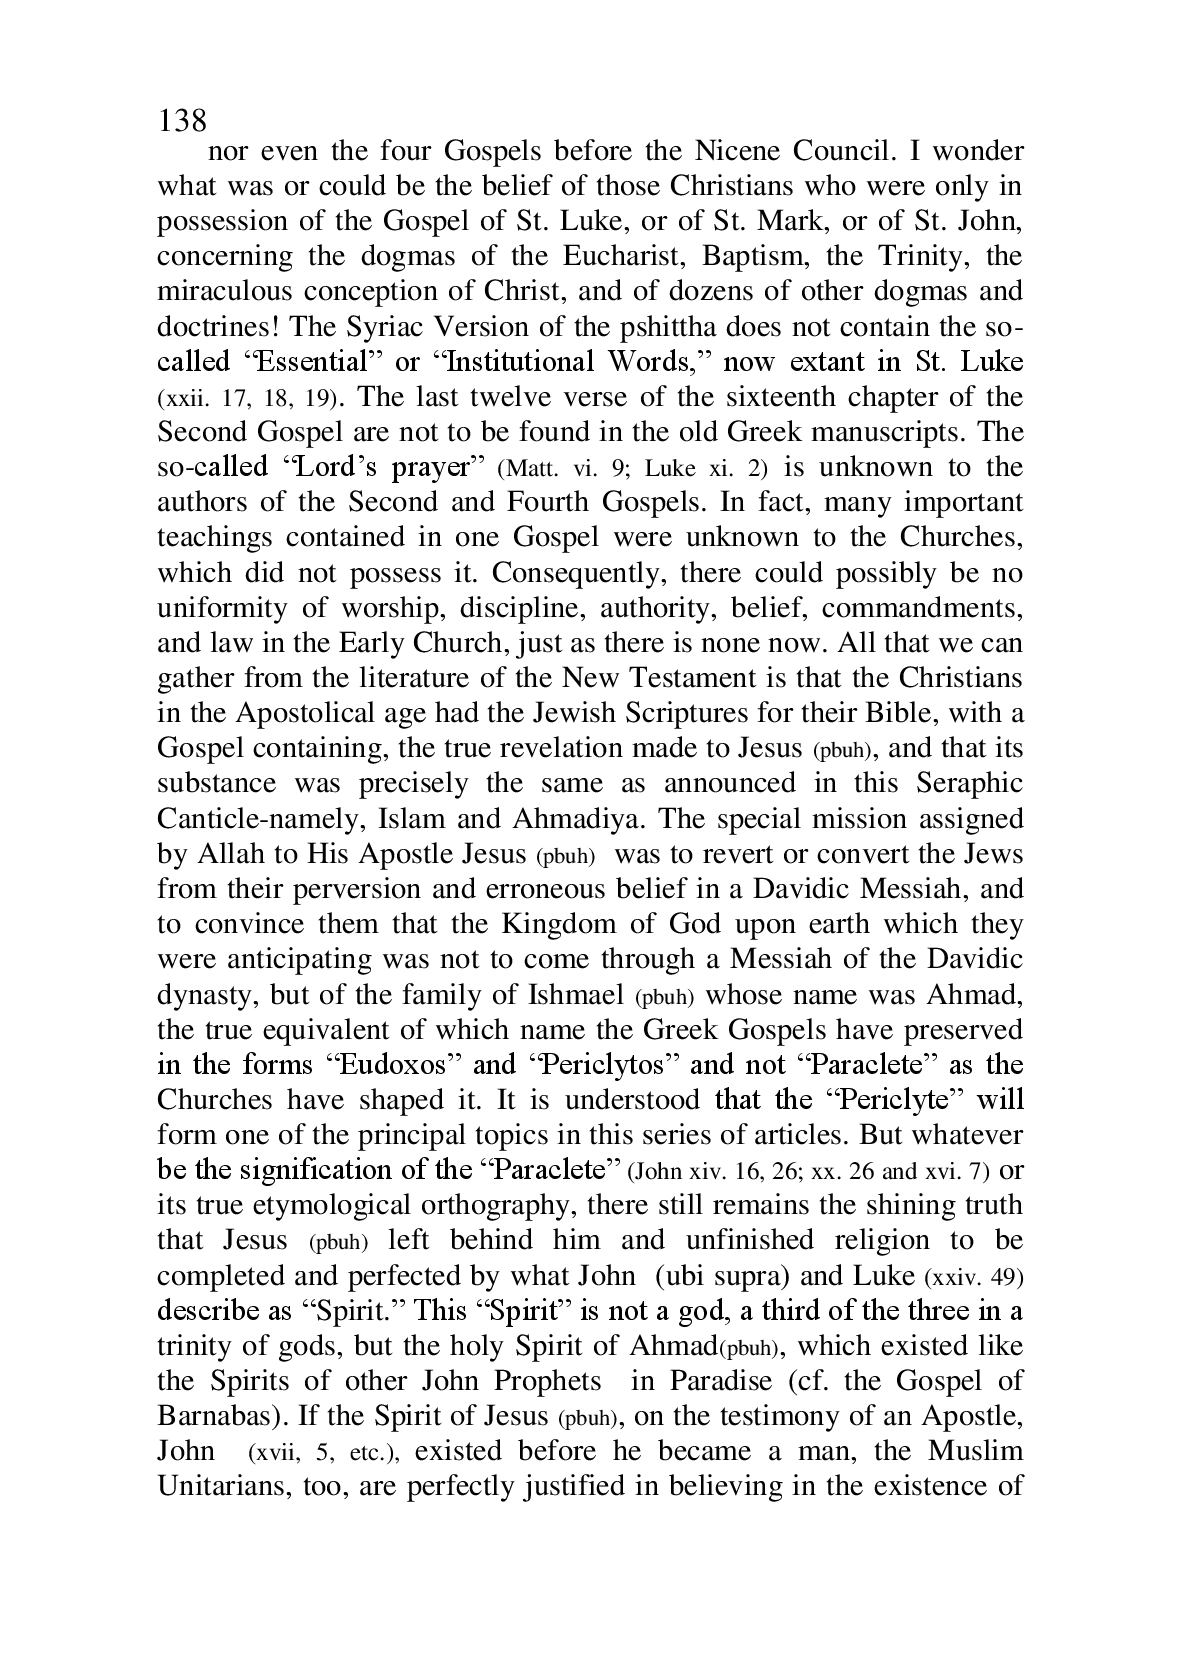 138
nor even the four Gospels before the Nicene Council. I wonder
what was or could be the belief of those Christians who were only in
possession of the Gospel of St. Luke, or of St. Mark, or of St. John,
concerning the dogmas of the Eucharist, Baptism, the Trinity, the
miraculous conception of Christ, and of dozens of other dogmas and
doctrines! The Syriac Version of the pshittha does not contain the so-
called “Essential” or “Institutional Words,” now extant in St. Luke
(xxii. 17, 18, 19). The last twelve verse of the sixteenth chapter of the
Second Gospel are not to be found in the old Greek manuscripts. The
so-called “Lord’s prayer” (Matt. vi. 9; Luke xi. 2) is unknown to the
authors of the Second and Fourth Gospels. In fact, many important
teachings contained in one Gospel were unknown to the Churches,
which did not possess it. Consequently, there could possibly be no
uniformity of worship, discipline, authority, belief, commandments,
and law in the Early Church, just as there is none now. All that we can
gather from the literature of the New Testament is that the Christians
in the Apostolical age had the Jewish Scriptures for their Bible, with a
Gospel containing, the true revelation made to Jesus (pbuh), and that its
substance was precisely the same as announced in this Seraphic
Canticle-namely, Islam and Ahmadiya. The special mission assigned
by Allah to His Apostle Jesus (pbuh) was to revert or convert the Jews
from their perversion and erroneous belief in a Davidic Messiah, and
to convince them that the Kingdom of God upon earth which they
were anticipating was not to come through a Messiah of the Davidic
dynasty, but of the family of Ishmael (pbuh) whose name was Ahmad,
the true equivalent of which name the Greek Gospels have preserved
in the forms “Eudoxos” and ‘Periclytos” and not “Paraclete” as the
Churches have shaped it. It is understood that the “Periclyte” will
form one of the principal topics in this series of articles. But whatever
be the signification of the “Paraclete” (John xiv. 16, 26; xx. 26 and xvi. 7) or
its true etymological orthography, there still remains the shining truth
that Jesus (pbuh) left behind him and unfinished religion to be
completed and perfected by what John (ubi supra) and Luke (xxiv. 49)
describe as “Spirit.” This “Spirit” is not a god, a third of the three in a
trinity of gods, but the holy Spirit of Ahmad(pbuh), which existed like
the Spirits of other John Prophets in Paradise (cf. the Gospel of
Barnabas). If the Spirit of Jesus (pbuh), on the testimony of an Apostle,
John (xvii, 5, etc.), existed before he became a man, the Muslim
Unitarians, too, are perfectly justified in believing in the existence of